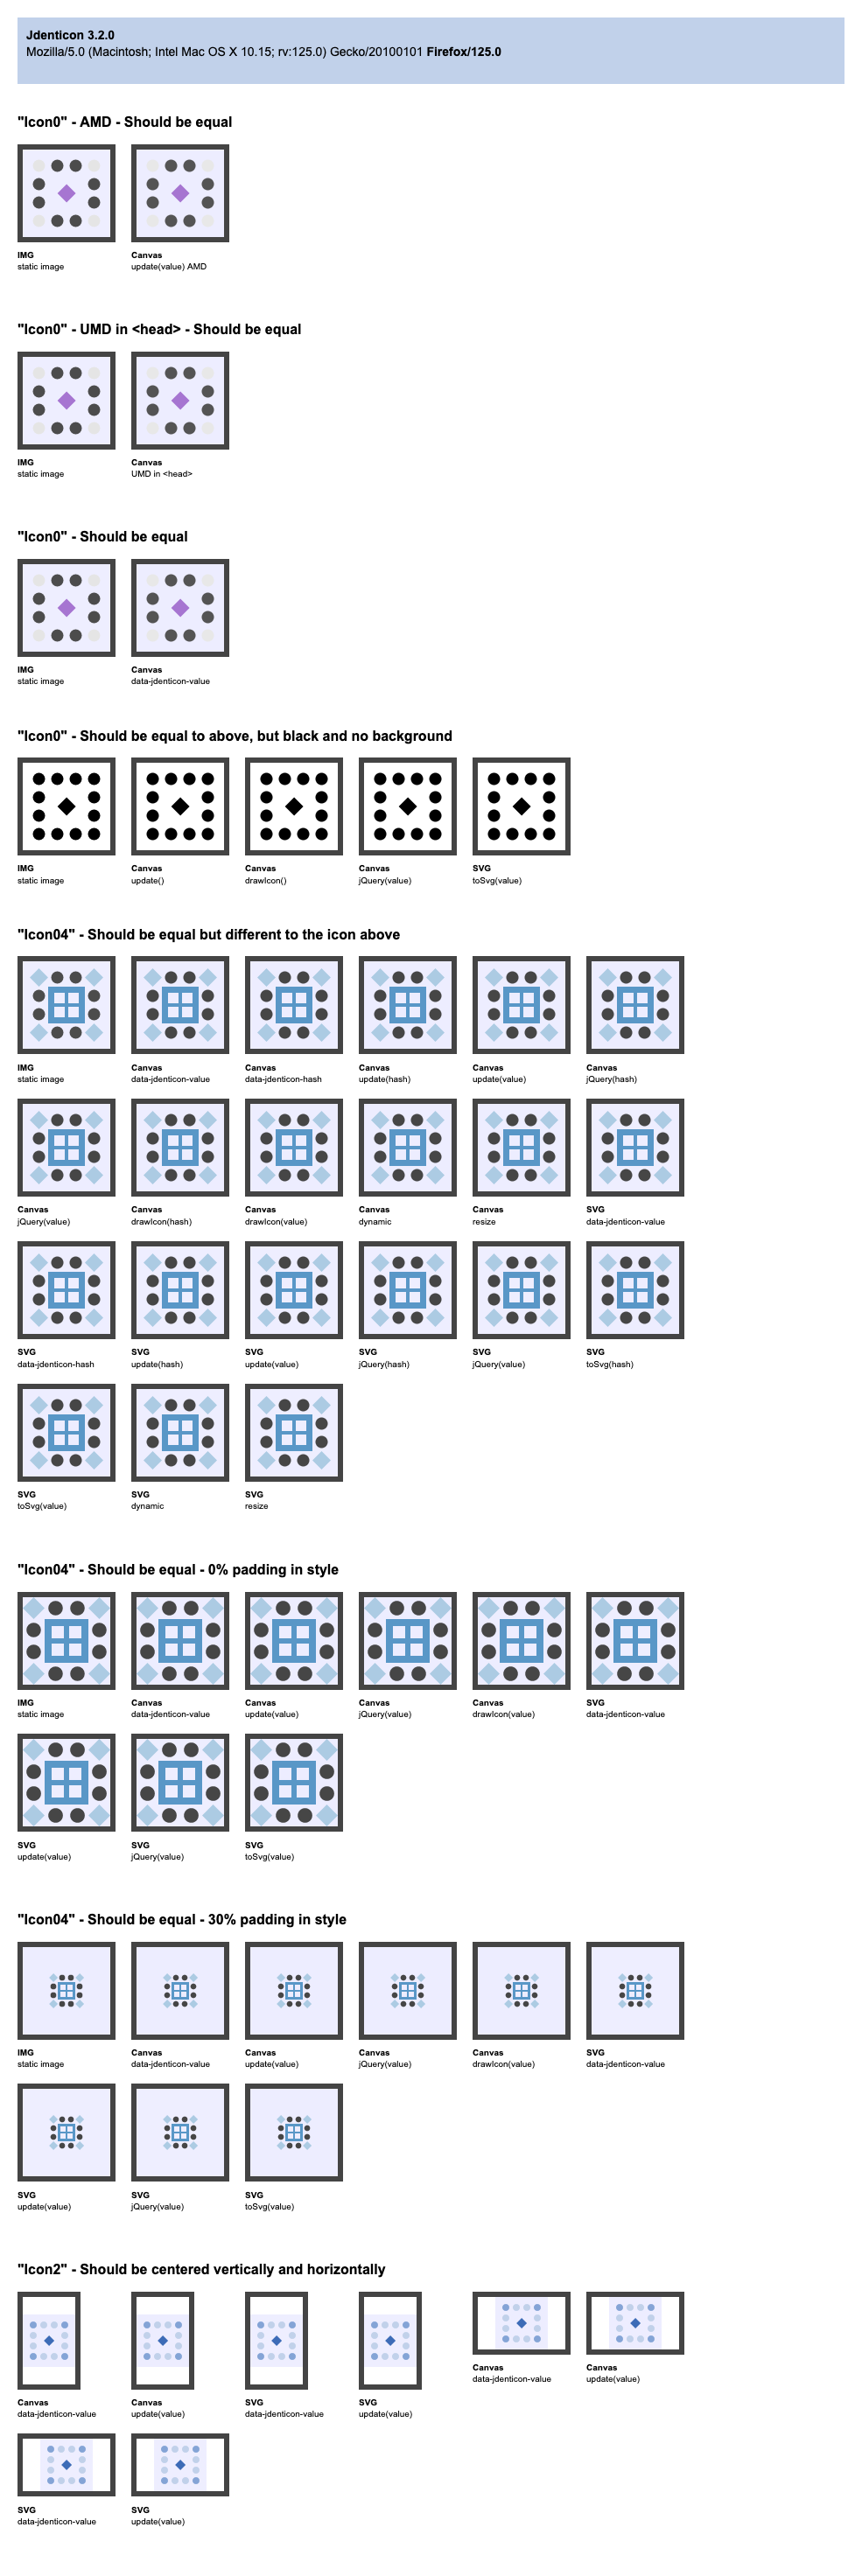 Jdenticon 3.2.0
Mozilla/5.0 (Macintosh; Intel Mac OS X 10.15; rv:125.0) Gecko/20100101 Firefox/125.0
"Icon0" - AMD - Should be equal
IMG Canvas
static image update(value) AMD
"Icon0" - UMD in <head> - Should be equal
IMG Canvas
static image UMD in <head>
"Icon0" - Should be equal
IMG Canvas
static image data-jdenticon-value
"Icon0" - Should be equal to above, but black and no background
IMG Canvas Canvas Canvas SVG
static image update() drawIcon() jQuery(value) toSvg(value)
"Icon04" - Should be equal but different to the icon above
IMG Canvas Canvas Canvas Canvas Canvas
static image data-jdenticon-value data-jdenticon-hash update(hash) update(value) jQuery(hash)
Canvas Canvas Canvas Canvas Canvas SVG
jQuery(value) drawIcon(hash) drawIcon(value) dynamic resize data-jdenticon-value
SVG SVG SVG SVG SVG SVG
data-jdenticon-hash update(hash) update(value) jQuery(hash) jQuery(value) toSvg(hash)
SVG SVG SVG
toSvg(value) dynamic resize
"Icon04" - Should be equal - 0% padding in style
IMG Canvas Canvas Canvas Canvas SVG
static image data-jdenticon-value update(value) jQuery(value) drawIcon(value) data-jdenticon-value
SVG SVG SVG
update(value) jQuery(value) toSvg(value)
"Icon04" - Should be equal - 30% padding in style
IMG Canvas Canvas Canvas Canvas SVG
static image data-jdenticon-value update(value) jQuery(value) drawIcon(value) data-jdenticon-value
SVG SVG SVG
update(value) jQuery(value) toSvg(value)
"Icon2" - Should be centered vertically and horizontally
Canvas Canvas
data-jdenticon-value update(value)
Canvas Canvas SVG SVG
data-jdenticon-value update(value) data-jdenticon-value update(value)
SVG SVG
data-jdenticon-value update(value)